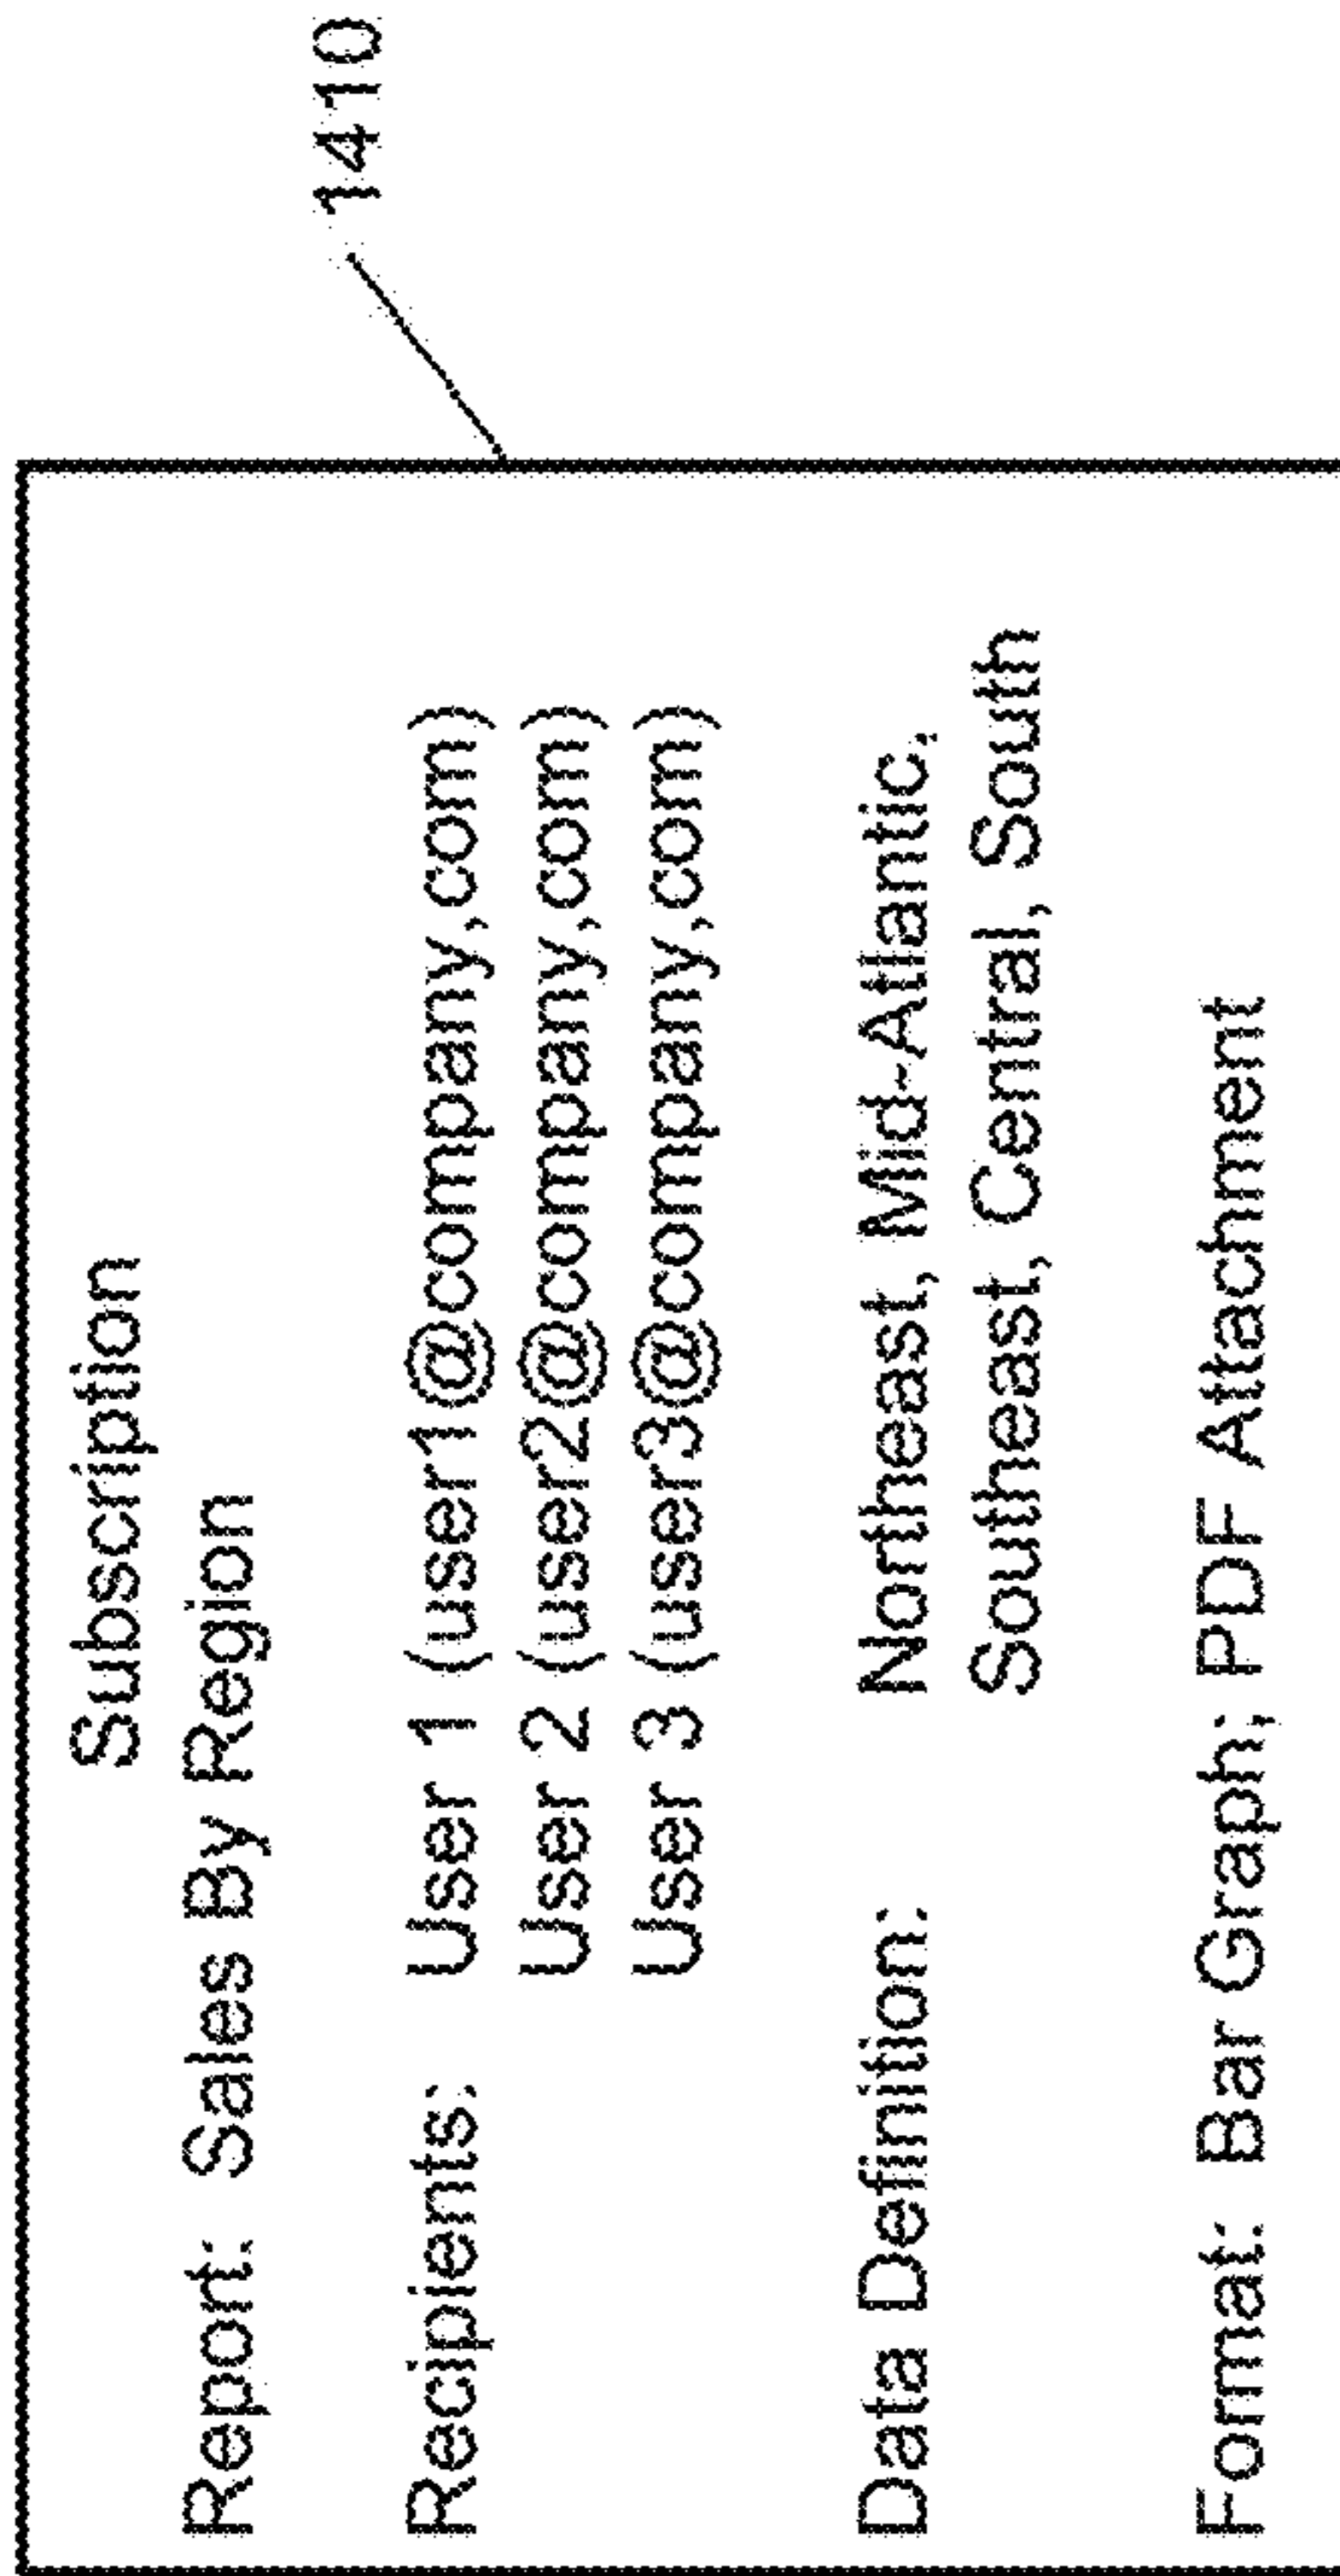 1410
Subscription
Report: Sales By Region
Recipients: User 1 (user1@company,com)
User 2 (user2@company,com)
User 3 (user3@company,com)
Data Definition: Northeast, Mid-Atlantic,
Southeast, Central, South
Format: Bar Graph; PDF Attachment